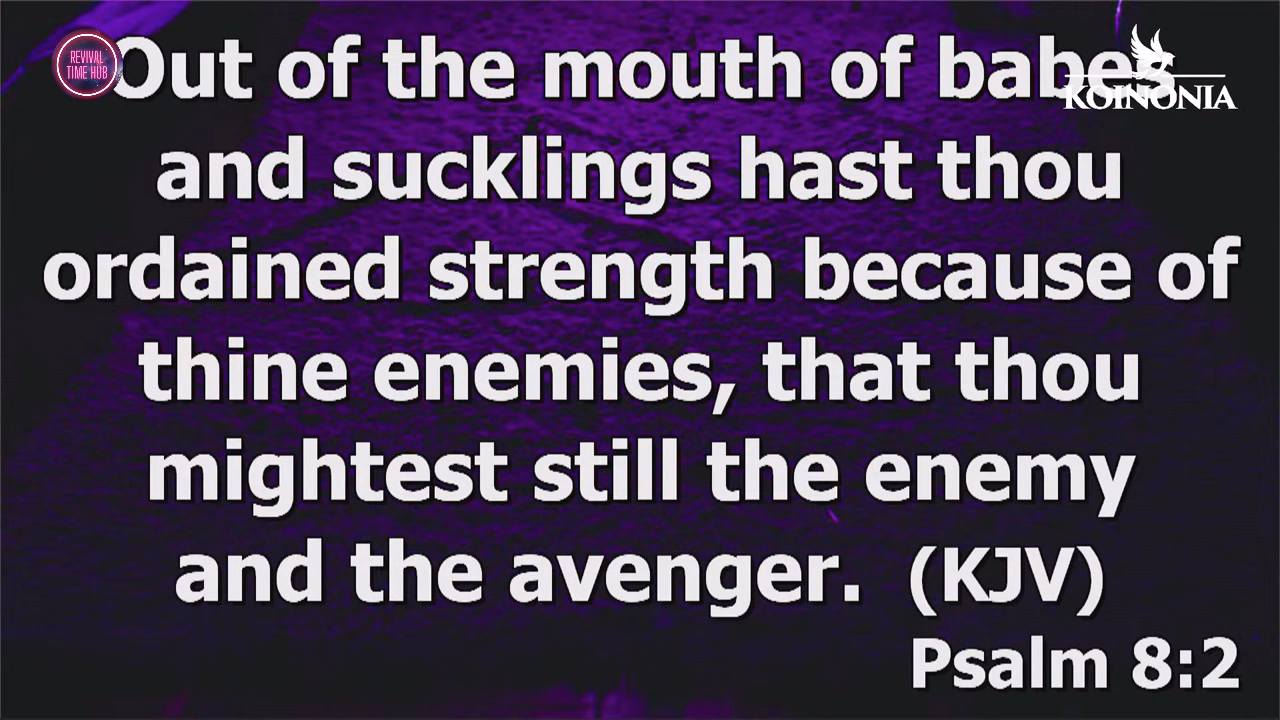 REVIVAL
TIME HUB
KOINONIA
Out of the mouth of babes
and sucklings hast thou
ordained strength because of
thine enemies, that thou
mightest still the enemy
and the avenger. (KJV)
Psalm 8:2